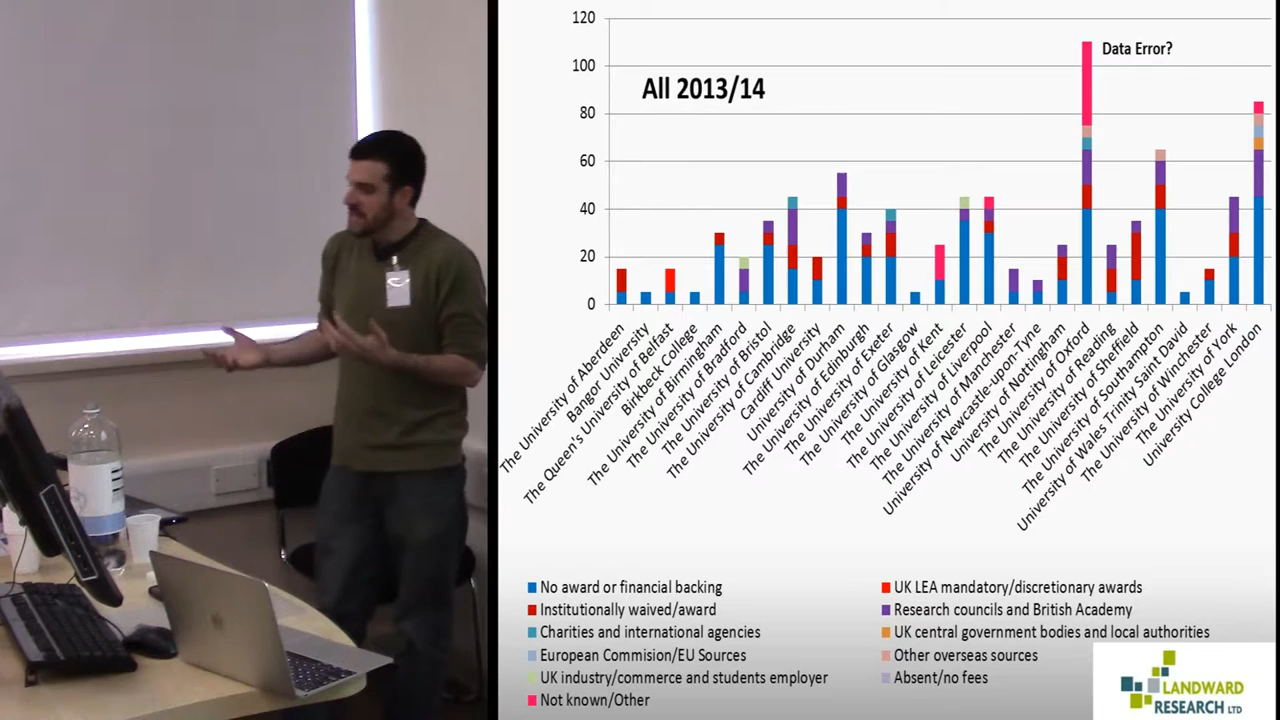 120
100
80
60
40
20
0
All 2013/14
Data Error?
The University of Aberdeen
Bangor University
The Queen's University of Belfast
Birkbeck College
The University of Birmingham
The University of Bradford
The University of Bristol
The University of Cambridge
Cardiff University
University of Durham
The University of Edinburgh
The University of Exeter
The University of Glasgow
The University of Kent
The University of Leicester
The University of Liverpool
The University of Manchester
University of Newcastle-upon-Tyne
University of Nottingham
The University of Oxford
The University of Reading
The University of Sheffield
The University of Southampton
University of Wales Trinity Saint David
The University of Winchester
The University of York
University College London
No award or financial backing
UK LEA mandatory/discretionary awards
Institutionally waived/award
Research councils and British Academy
Charities and international agencies
UK central government bodies and local authorities
European Commision/EU Sources
Other overseas sources
UK industry/commerce and students employer
Absent/no fees
Not known/Other
LANDWARD
RESEARCH LTD